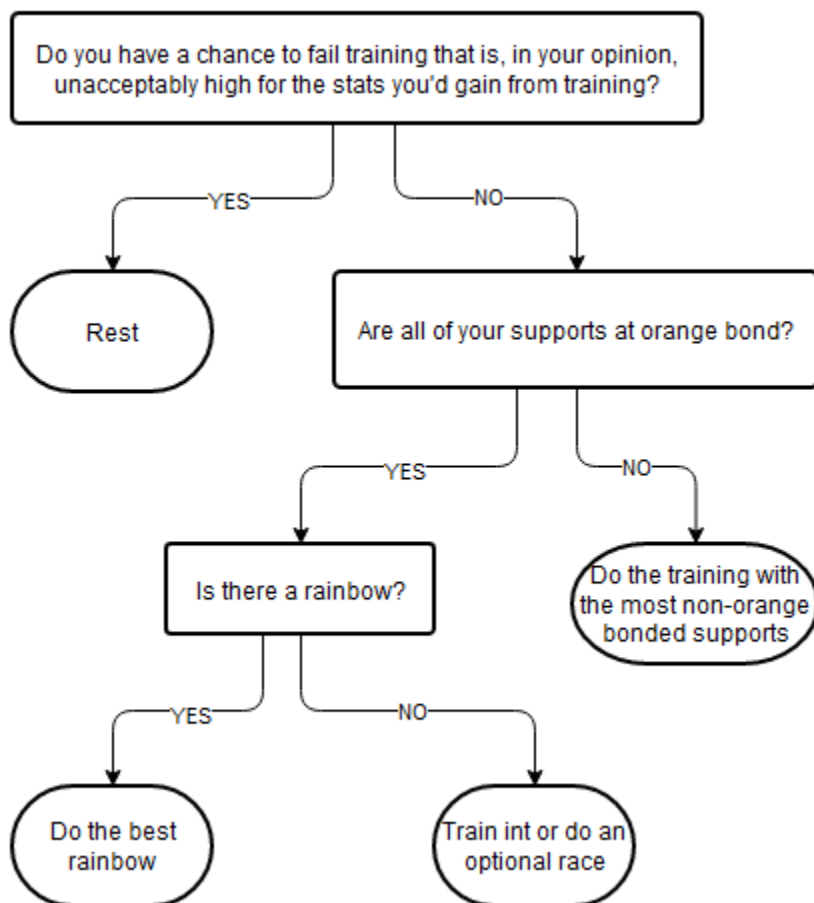 Do you have a chance to fail training that is, in your opinion,
unacceptably high for the stats you'd gain from training?
YES
NO
Rest
Are all of your supports at orange bond?
YES
NO
Is there a rainbow?
Do the training with
the most non-orange
bonded supports
YES
NO
Do the best
rainbow
Train int or do an
optional race